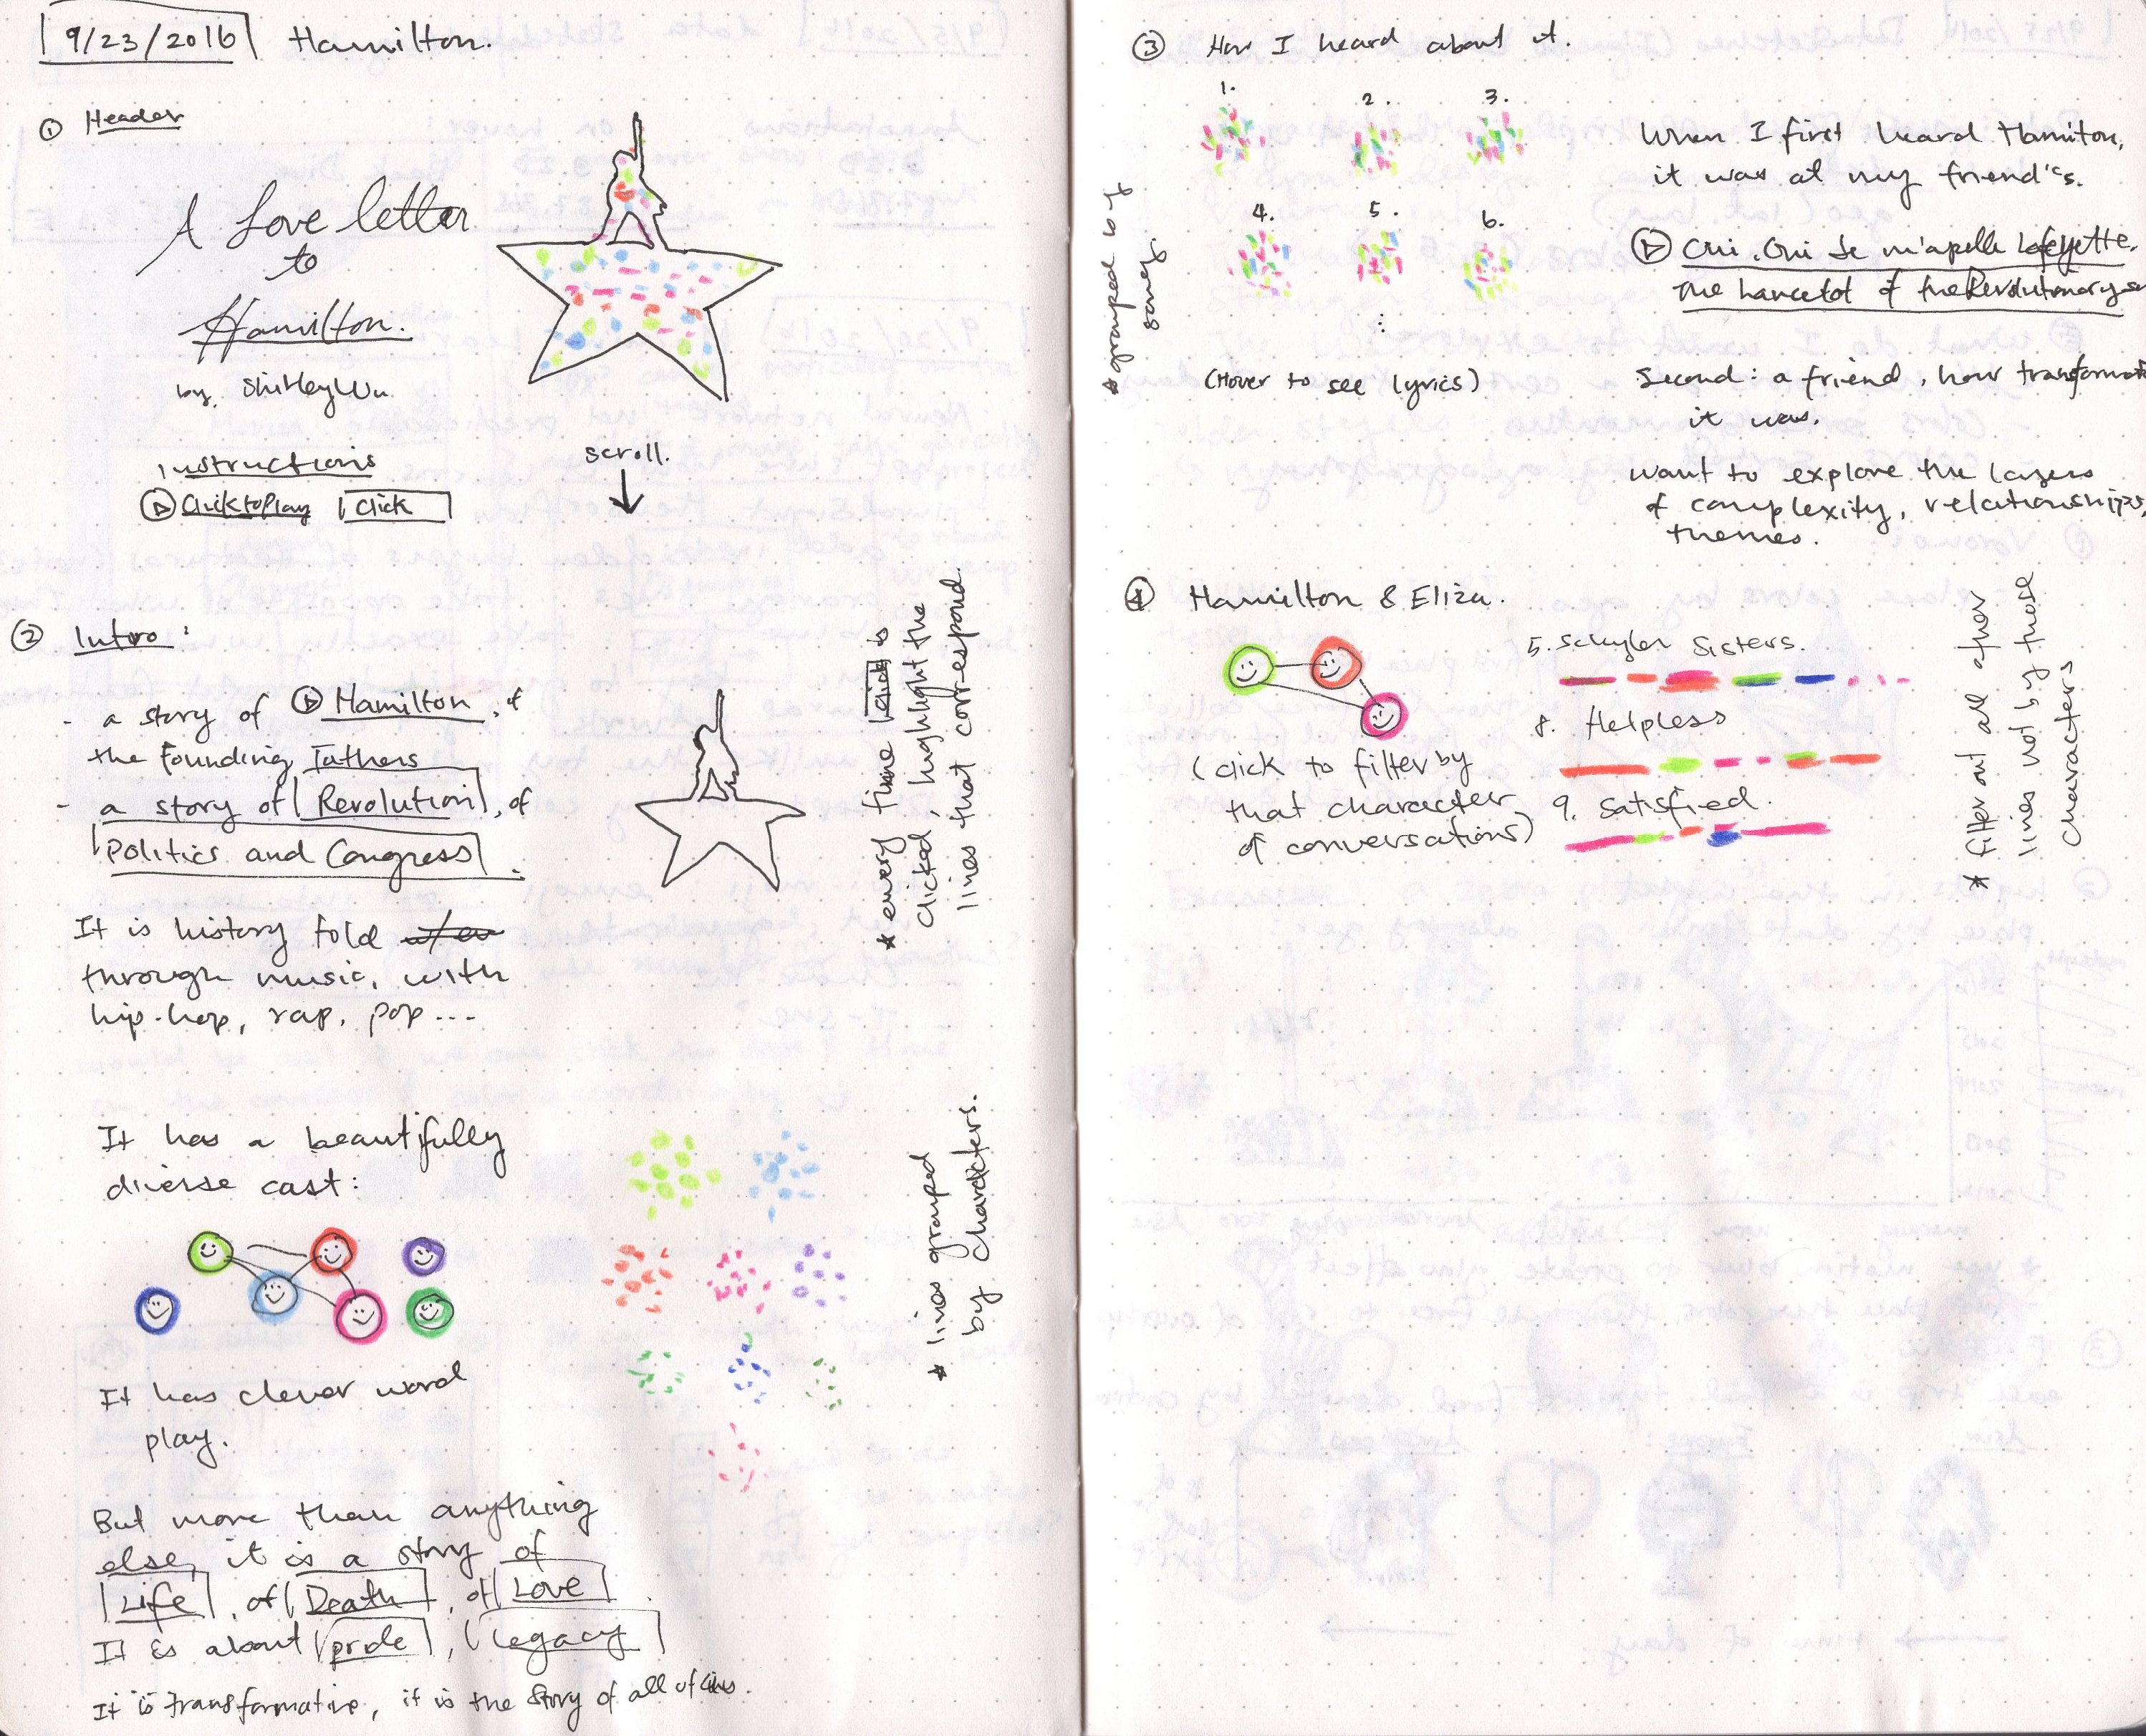 9/23/2016 Hamilton.
① Header
A Love letter
to
Hamilton.
by. Shirley Wu
Instructions
Click to Play Click
scroll.
② Intro:
- a story of Hamilton, of
the Founding Fathers
- a story of Revolution, of
Politics and Congress.
* every time click is
clicked, highlight the
lines that correspond.
It is history told
through music, with
hip-hop, rap, pop...
It has a beautifully
diverse cast:
* lines grouped
by characters.
It has clever word
play.
But more than anything
else, it is a story of
Life, of Death, of Love.
It is about pride, legacy
It is transformative, it is the story of all of us.
③ How I heard about it.
1. 2. 3.
4. 5. 6.
* grouped by
songs.
(Hover to see lyrics)
When I first heard Hamilton,
it was at my friend's.
Oui, Oui Je m'apelle Lafeyette,
The Lancelot of the Revolutionary
Second: a friend, how
it was.
want to explore the layers
of complexity, relationships,
themes.
④ Hamilton & Eliza.
(click to filter by
that character
of conversations)
5. Schyler Sisters.
8. Helpless
9. Satisfied.
* filter out all other
lines not by those
characters